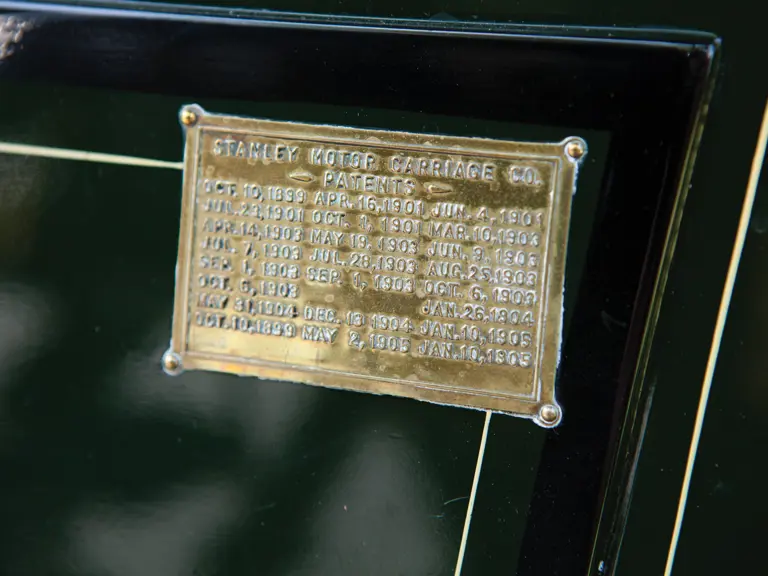 STANLEY MOTOR CARRIAGE CO.
PATENTS
OCT. 10, 1899 APR. 16, 1901 JUN. 4, 1901
JUL. 23, 1901 OCT. 1, 1901 MAR. 10, 1903
APR. 14, 1903 MAY 19, 1903 JUN. 9, 1903
JUL. 7, 1903 JUL. 28, 1903 AUG. 25, 1903
SEP. 1, 1903 SEP. 1, 1903 OCT. 6, 1903
OCT. 6, 1903 JAN. 26, 1904
MAY 31, 1904 DEC. 13 1904 JAN. 10, 1905
OCT. 10, 1899 MAY 2, 1905 JAN. 10, 1905